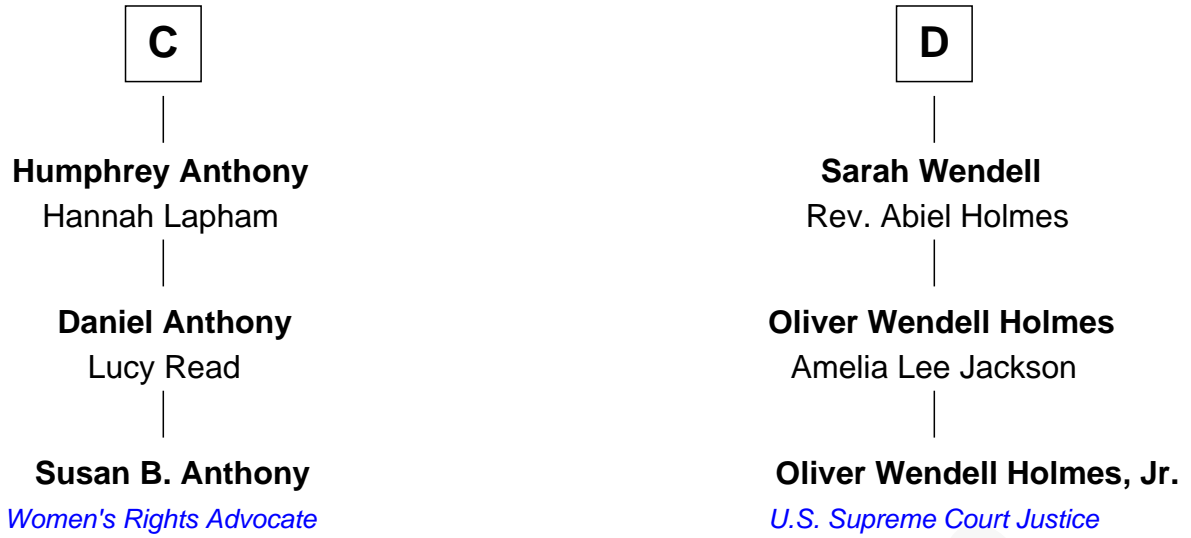 C
Humphrey Anthony
Hannah Lapham
Daniel Anthony
Lucy Read
Susan B. Anthony
Women's Rights Advocate
D
Sarah Wendell
Rev. Abiel Holmes
Oliver Wendell Holmes
Amelia Lee Jackson
Oliver Wendell Holmes, Jr.
U.S. Supreme Court Justice